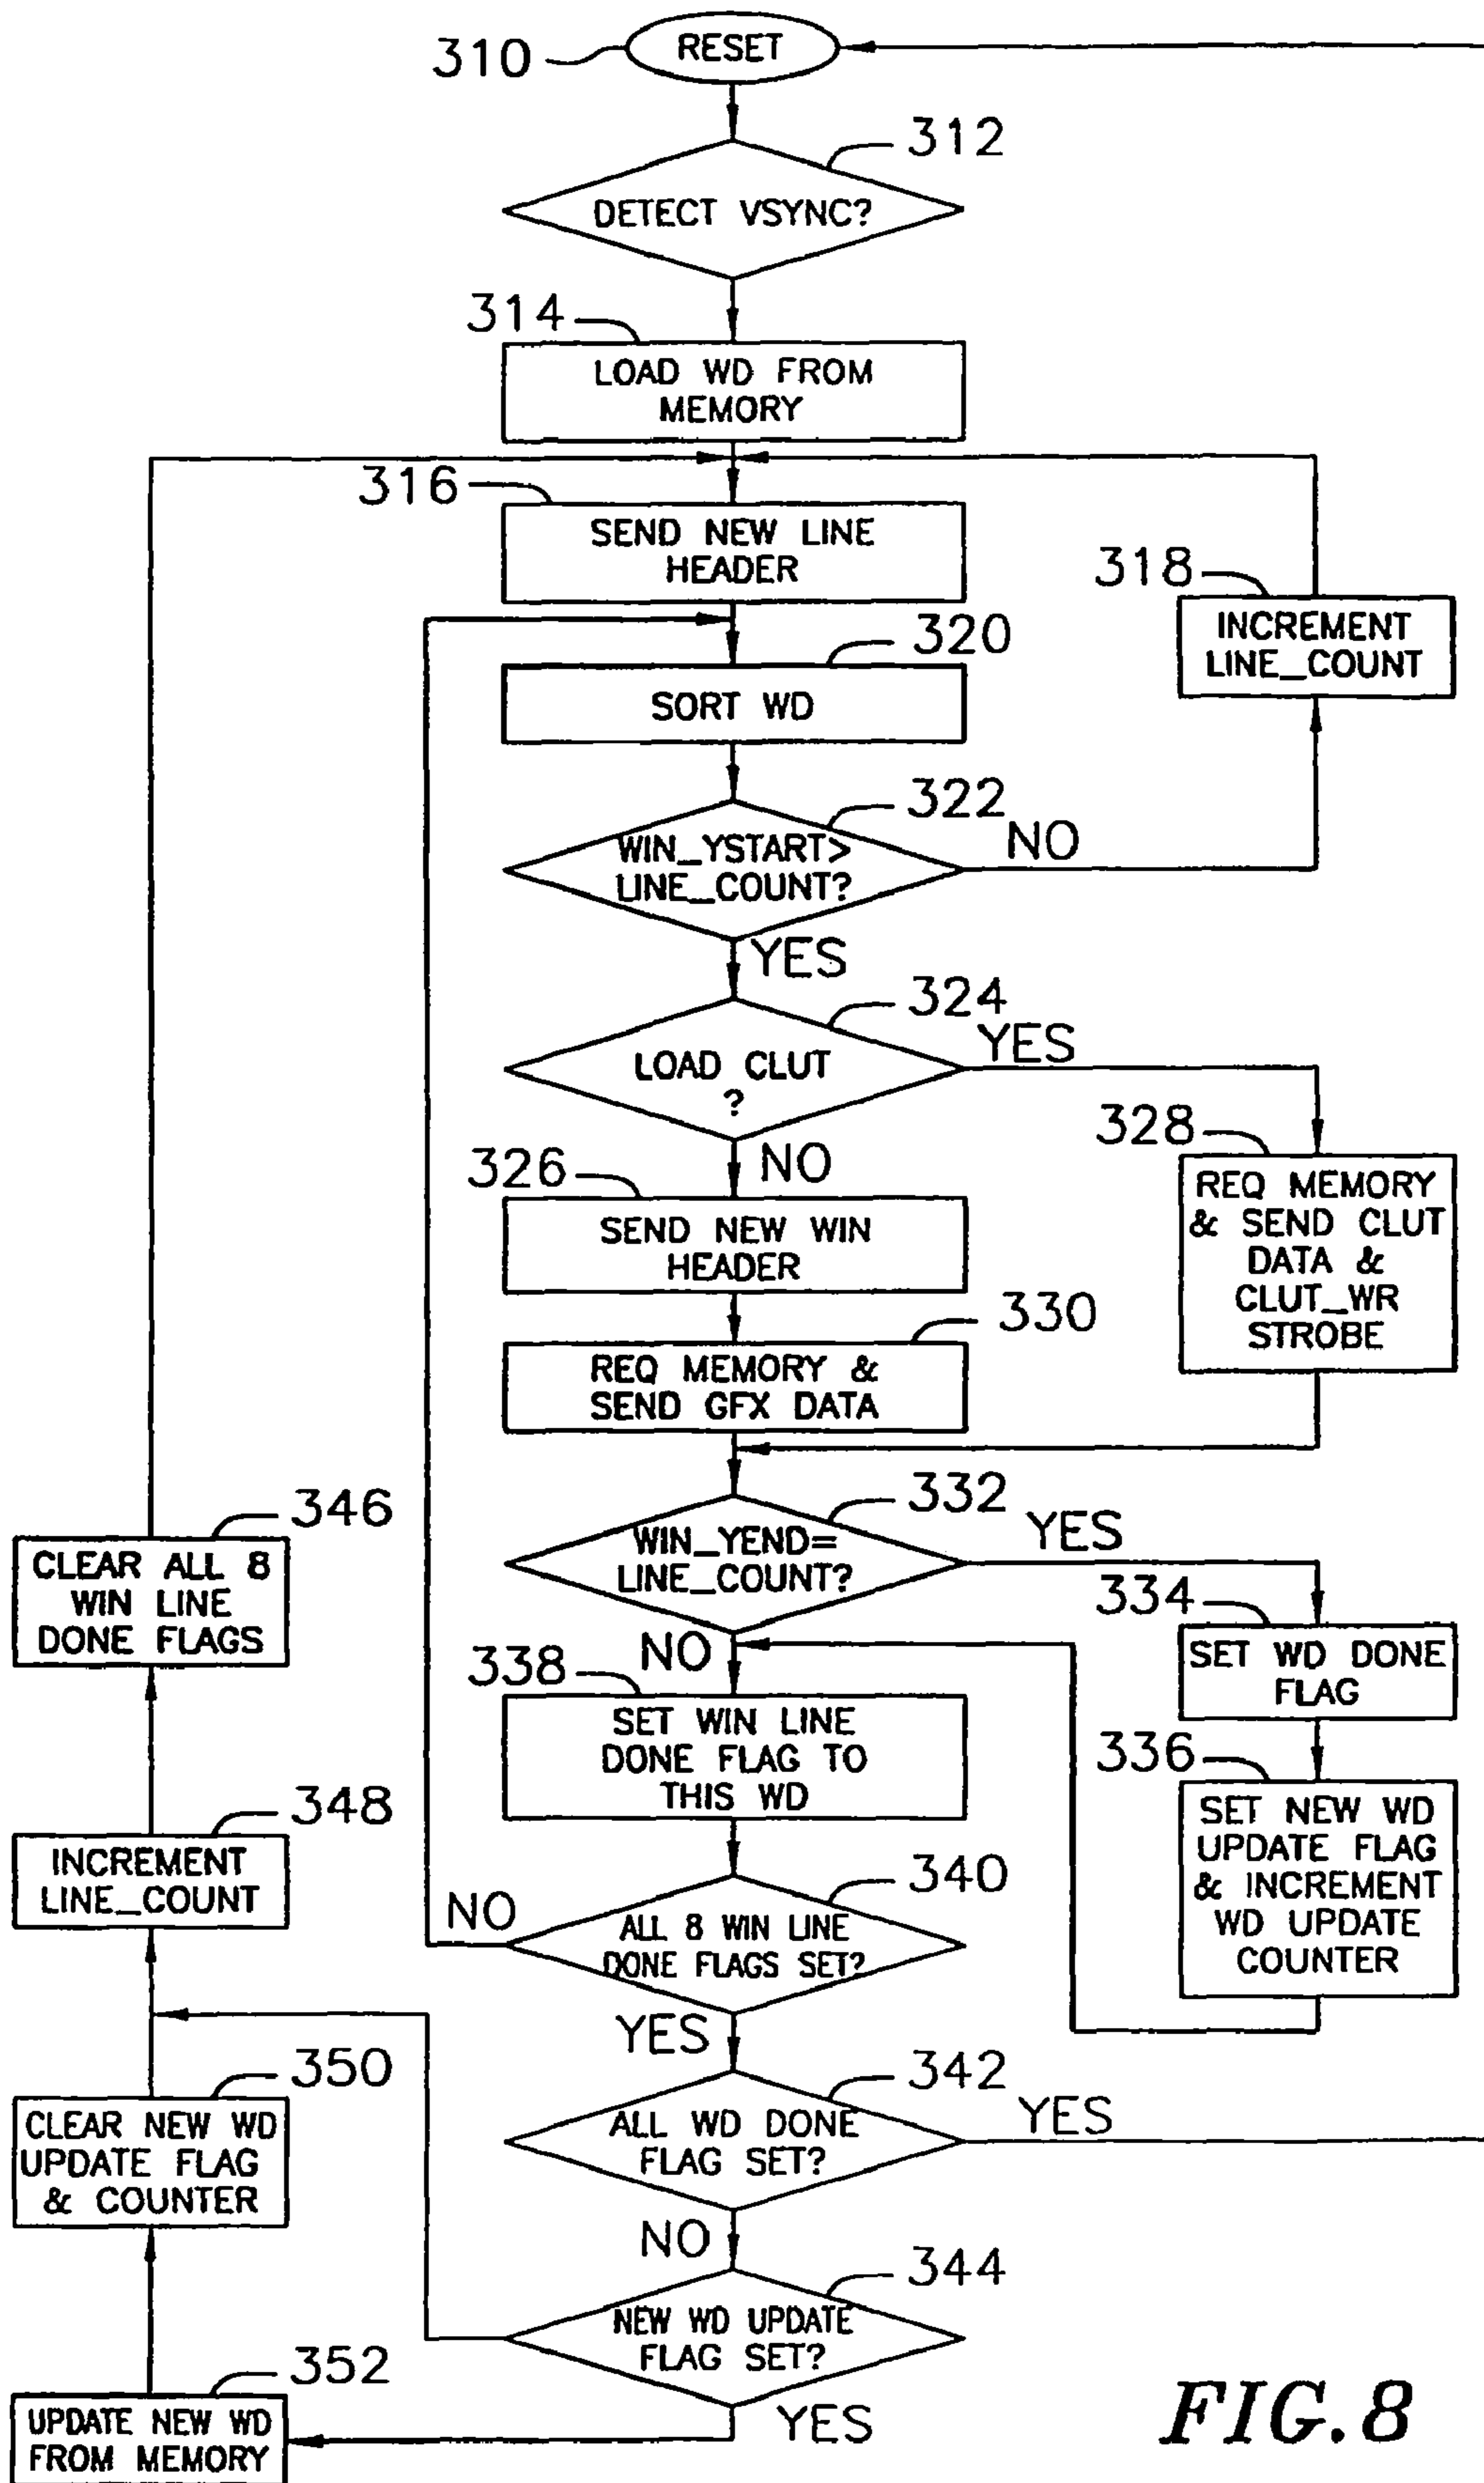 310
RESET
312
DETECT VSYNC?
314
LOAD WD FROM
MEMORY
316
SEND NEW LINE
HEADER
318
INCREMENT
LINE_COUNT
320
SORT WD
322
WIN_YSTART>
LINE_COUNT?
NO
YES
324
LOAD CLUT
?
YES
NO
326
SEND NEW WIN
HEADER
328
REQ MEMORY
& SEND CLUT
DATA &
CLUT_WR
STROBE
330
REQ MEMORY &
SEND GFX DATA
332
WIN_YEND=
LINE_COUNT?
YES
NO
334
SET WD DONE
FLAG
336
SET NEW WD
UPDATE FLAG
& INCREMENT
WD UPDATE
COUNTER
338
SET WIN LINE
DONE FLAG TO
THIS WD
340
ALL 8 WIN LINE
DONE FLAGS SET?
NO
YES
342
ALL WD DONE
FLAG SET?
YES
NO
344
NEW WD UPDATE
FLAG SET?
YES
346
CLEAR ALL 8
WIN LINE
DONE FLAGS
348
INCREMENT
LINE_COUNT
350
CLEAR NEW WD
UPDATE FLAG
& COUNTER
352
UPDATE NEW WD
FROM MEMORY
FIG. 8